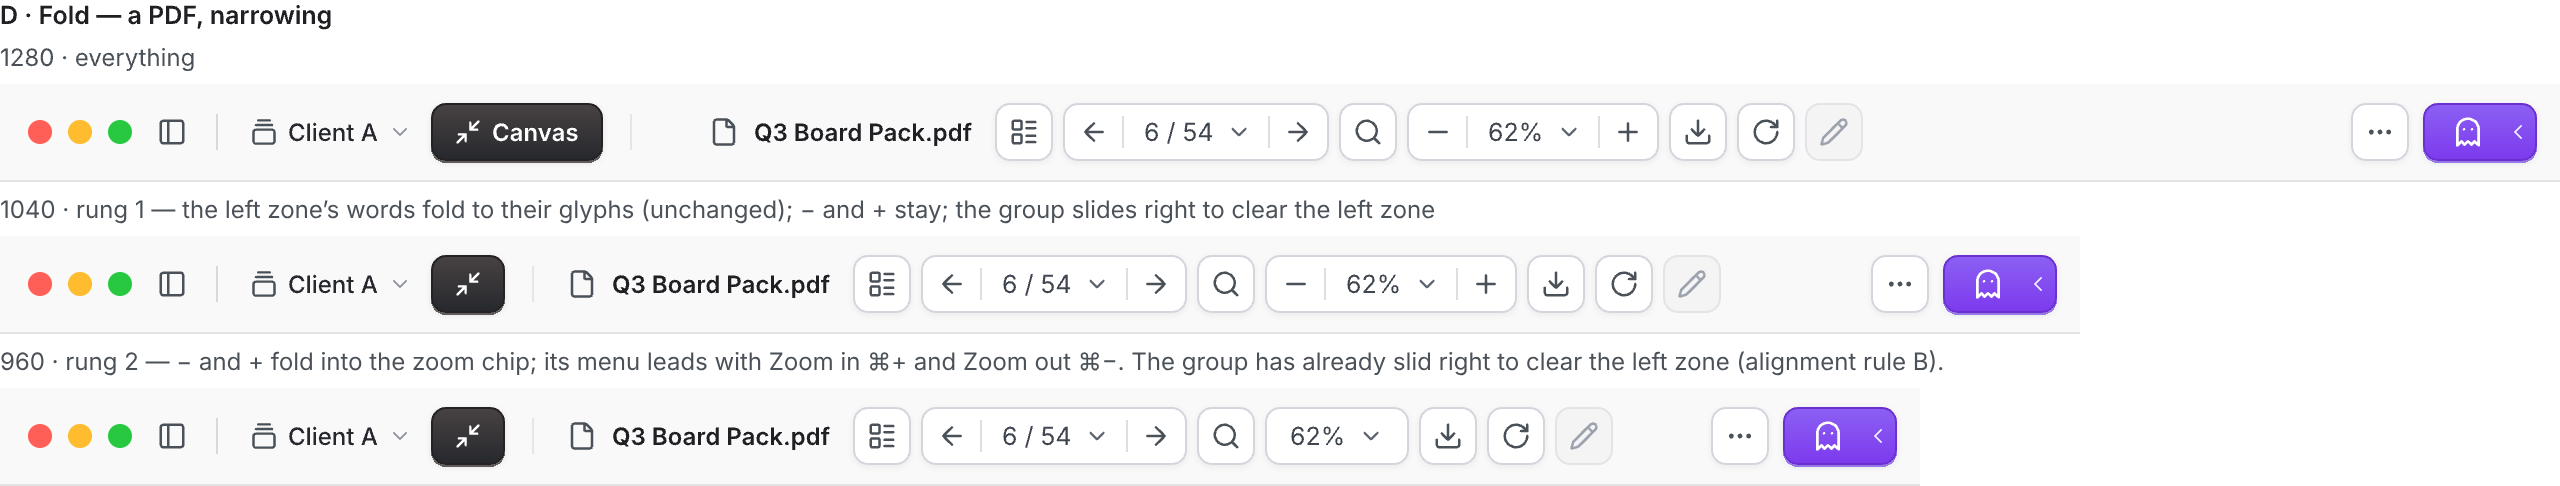 D · Fold — a PDF, narrowing
1280 · everything
Client A Canvas Q3 Board Pack.pdf 6 / 54 62%
1040 · rung 1 — the left zone’s words fold to their glyphs (unchanged); − and + stay; the group slides right to clear the left zone
Client A Q3 Board Pack.pdf 6 / 54 62%
960 · rung 2 — − and + fold into the zoom chip; its menu leads with Zoom in ⌘+ and Zoom out ⌘−. The group has already slid right to clear the left zone (alignment rule B).
Client A Q3 Board Pack.pdf 6 / 54 62%